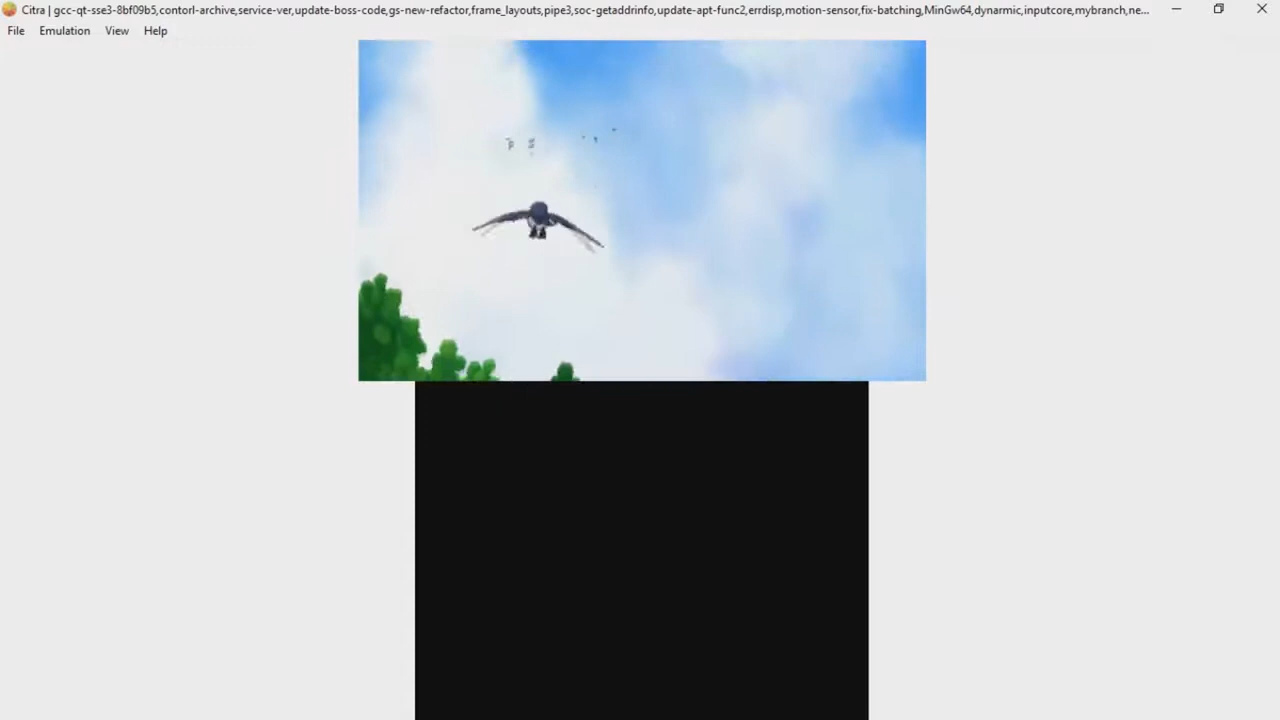 Citra | gcc-qt-sse3-8bf09b5,contorl-archive,service-ver,update-boss-code,gs-new-refactor,frame_layouts,pipe3,soc-getaddrinfo,update-apt-func2,errdisp,motion-sensor,fix-batching,MinGw64,dynarmic,inputcore,mybranch,ne...
File Emulation View Help